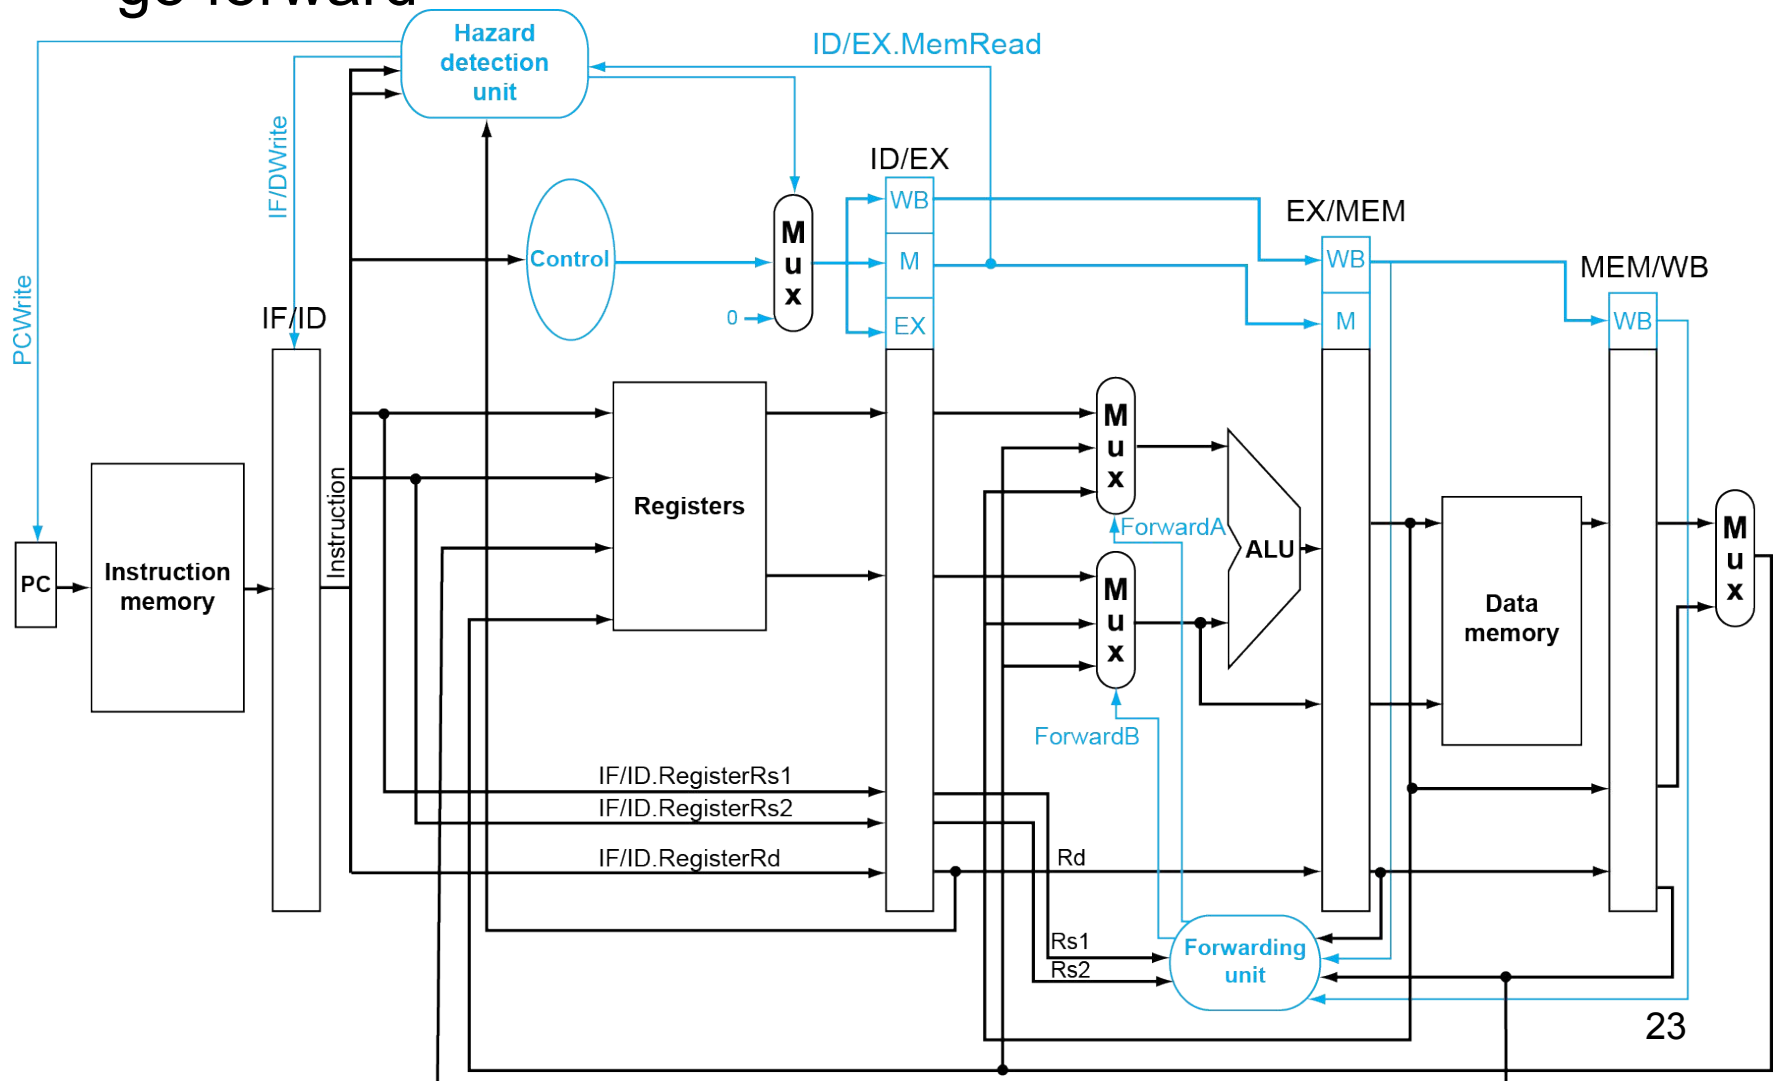 go forward
Hazard
detection
unit
ID/EX.MemRead
IF/DWrite
PCWrite
ID/EX
WB
M
EX
Control
M
u
x
0
EX/MEM
WB
M
MEM/WB
WB
IF/ID
Instruction
PC
Instruction
memory
Registers
M
u
x
ForwardA
M
u
x
ForwardB
ALU
Data
memory
M
u
x
IF/ID.RegisterRs1
IF/ID.RegisterRs2
IF/ID.RegisterRd
Rd
Rs1
Rs2
Forwarding
unit
23